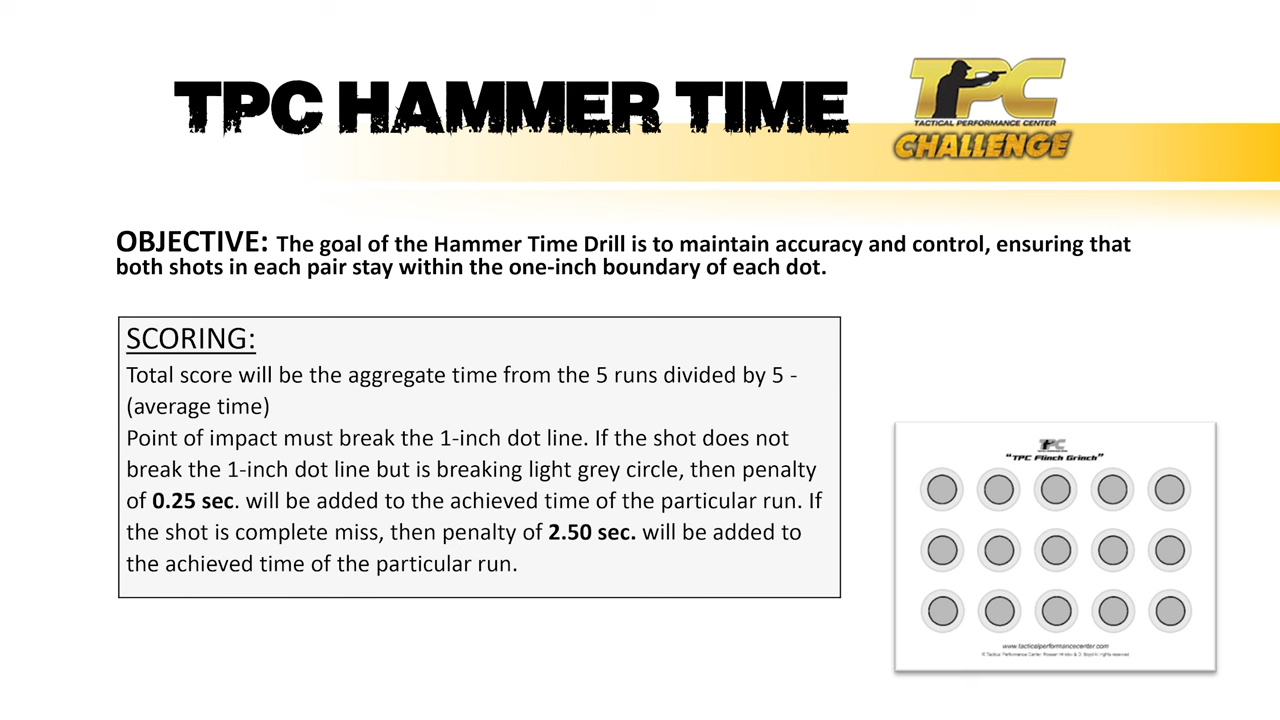 TPC HAMMER TIME
TPC
TACTICAL PERFORMANCE CENTER
CHALLENGE
OBJECTIVE: The goal of the Hammer Time Drill is to maintain accuracy and control, ensuring that
both shots in each pair stay within the one-inch boundary of each dot.
SCORING:
Total score will be the aggregate time from the 5 runs divided by 5 -
(average time)
Point of impact must break the 1-inch dot line. If the shot does not
break the 1-inch dot line but is breaking light grey circle, then penalty
of 0.25 sec. will be added to the achieved time of the particular run. If
the shot is complete miss, then penalty of 2.50 sec. will be added to
the achieved time of the particular run.
TPC
"TPC Flinch Grinch"
www.tacticalperformancecenter.com